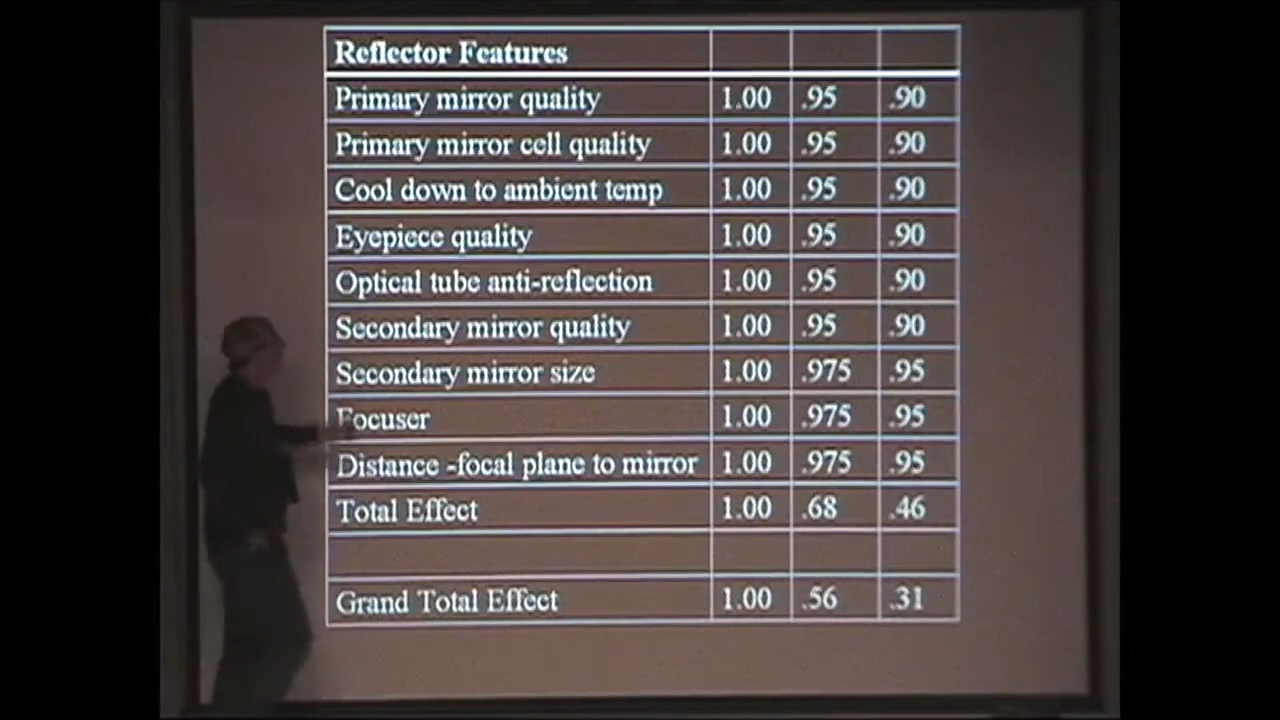 Reflector Features
Primary mirror quality 1.00 .95 .90
Primary mirror cell quality 1.00 .95 .90
Cool down to ambient temp 1.00 .95 .90
Eyepiece quality 1.00 .95 .90
Optical tube anti-reflection 1.00 .95 .90
Secondary mirror quality 1.00 .95 .90
Secondary mirror size 1.00 .975 .95
Focuser 1.00 .975 .95
Distance -focal plane to mirror 1.00 .975 .95
Total Effect 1.00 .68 .46
Grand Total Effect 1.00 .56 .31